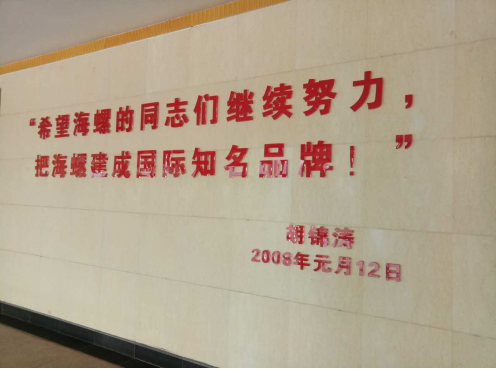 “希望海螺的同志们继续努力，
把海螺建成国际知名品牌！”
胡锦涛
2008年元月12日